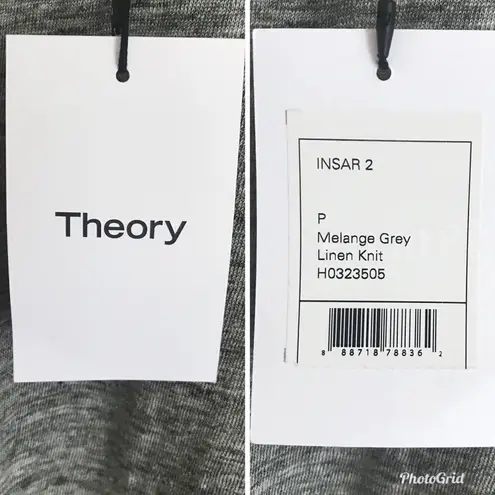 Theory
INSAR 2
P
Melange Grey
Linen Knit
H0323505
8 88718 78836 2
PhotoGrid